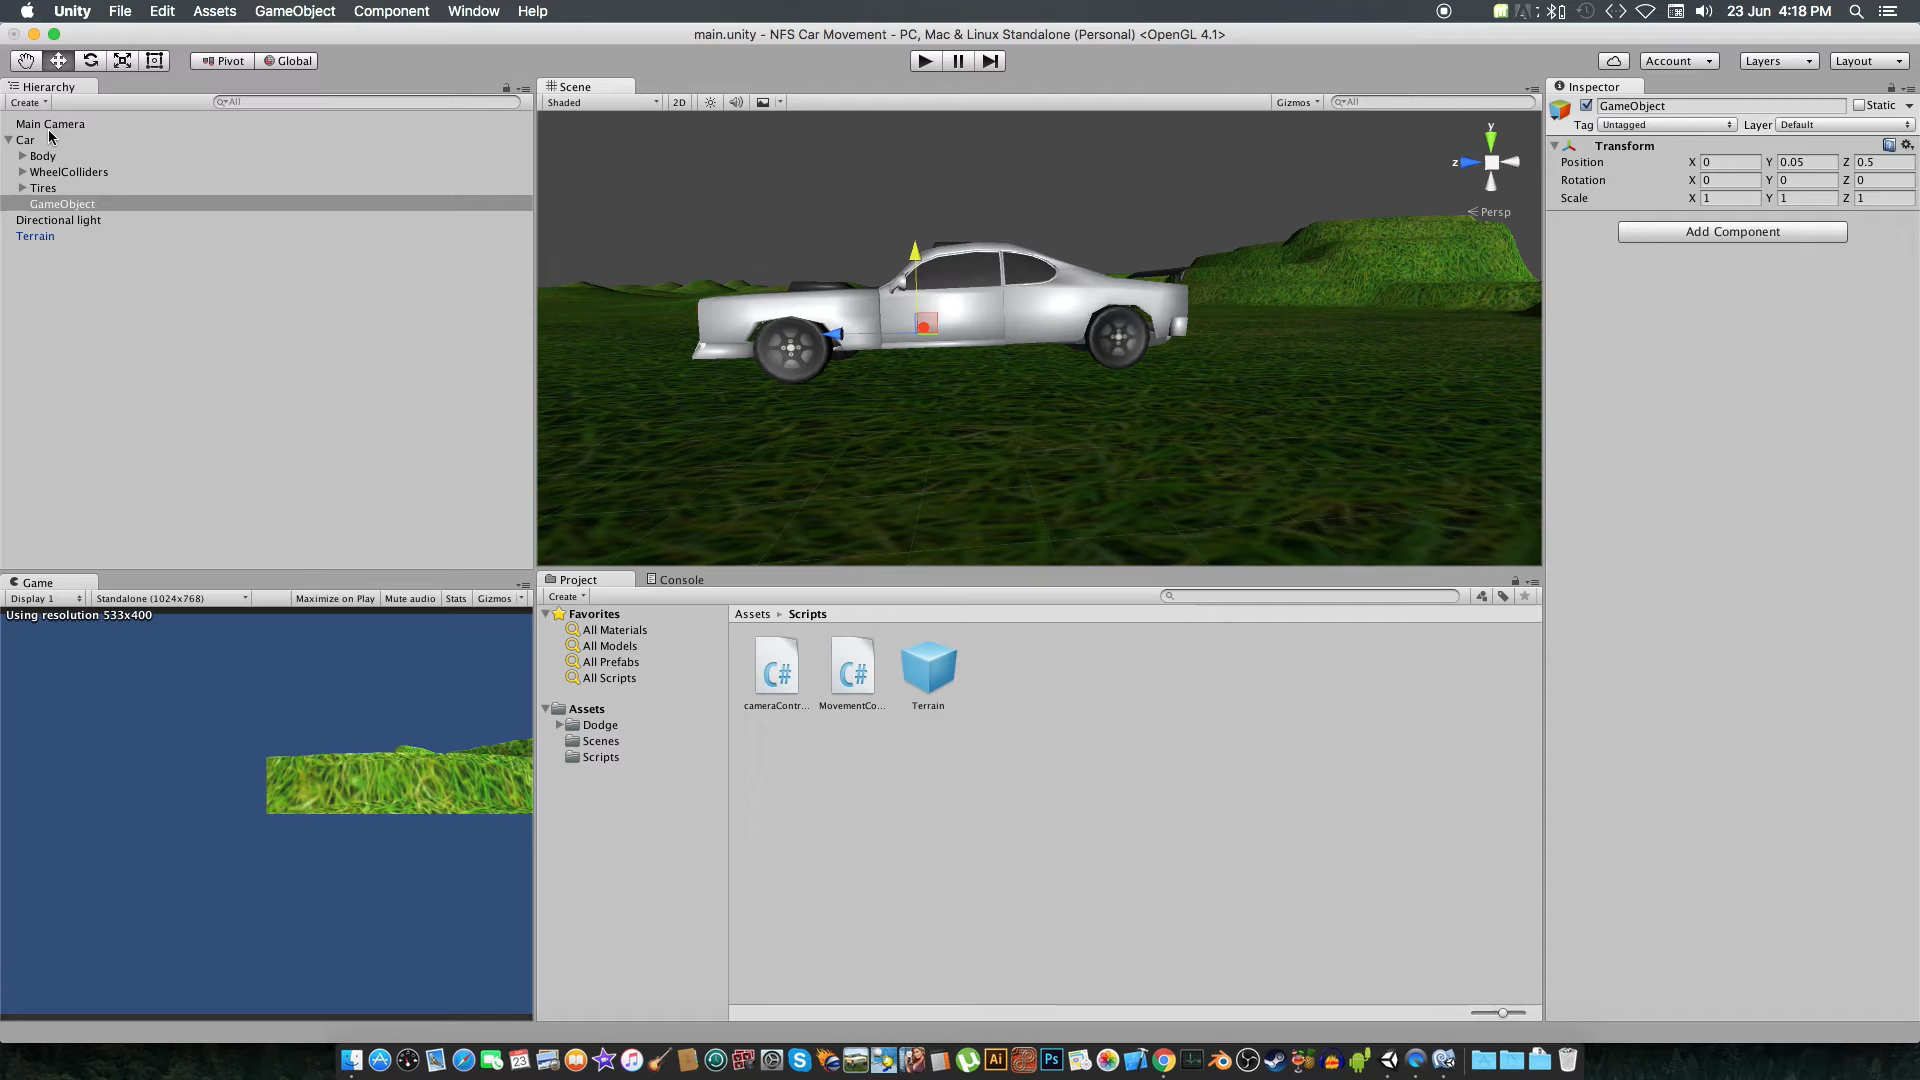 Unity File Edit Assets GameObject Component Window Help 23 Jun 4:18 PM
main.unity - NFS Car Movement - PC, Mac & Linux Standalone (Personal) <OpenGL 4.1>
Pivot Global Account Layers Layout
Hierarchy
Create All
Main Camera
Car
Body
WheelColliders
Tires
GameObject
Directional light
Terrain
Scene
Shaded 2D Gizmos All
y
z
Persp
Inspector
GameObject Static
Tag Untagged Layer Default
Transform
Position X 0 Y 0.05 Z 0.5
Rotation X 0 Y 0 Z 0
Scale X 1 Y 1 Z 1
Add Component
Game
Display 1 Standalone (1024x768) Maximize on Play Mute audio Stats Gizmos
Using resolution 533x400
Project Console
Create
Favorites
All Materials
All Models
All Prefabs
All Scripts
Assets
Dodge
Scenes
Scripts
Assets Scripts
C# C#
cameraContr... MovementCo... Terrain
23 Ai Ps